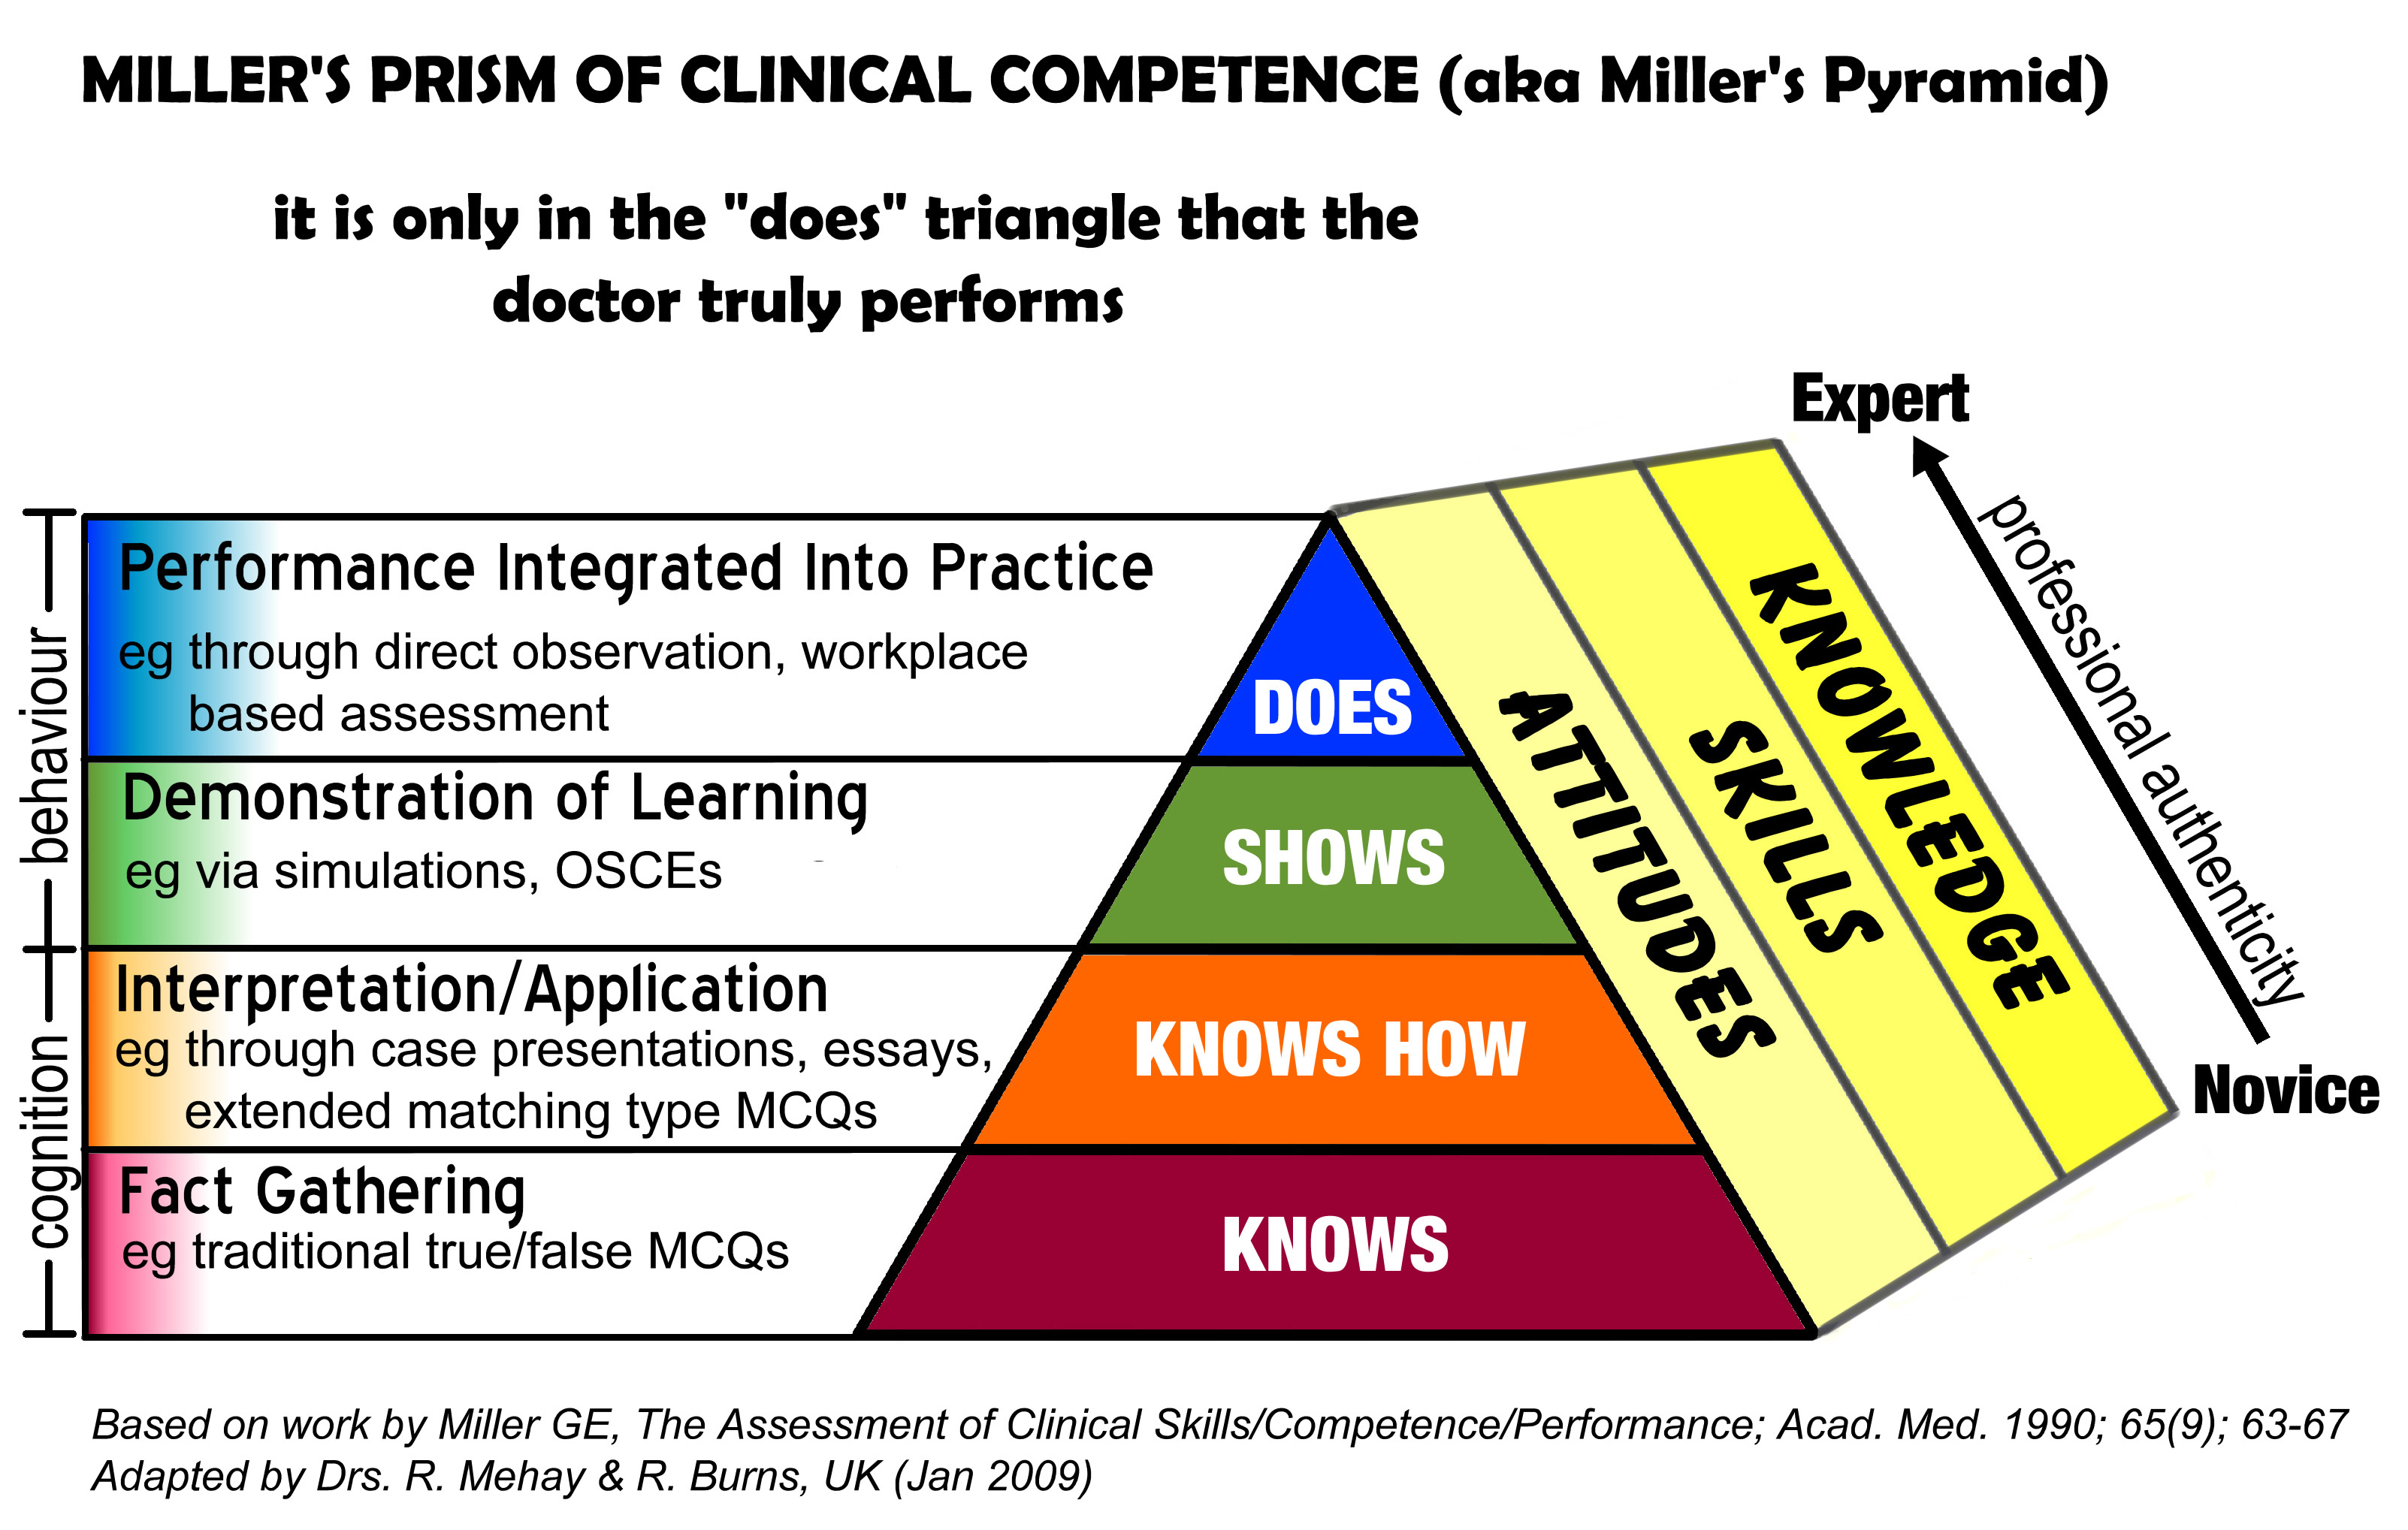 MILLER'S PRISM OF CLINICAL COMPETENCE (aka Miller's Pyramid)
it is only in the "does" triangle that the
doctor truly performs
Expert
professional authenticity
Novice
behaviour
cognition
Performance Integrated Into Practice
eg through direct observation, workplace
based assessment
DOES
Demonstration of Learning
eg via simulations, OSCEs
SHOWS
Interpretation/Application
eg through case presentations, essays,
extended matching type MCQs
KNOWS HOW
Fact Gathering
eg traditional true/false MCQs
KNOWS
ATTITUDES
SKILLS
KNOWLEDGE
Based on work by Miller GE, The Assessment of Clinical Skills/Competence/Performance; Acad. Med. 1990; 65(9); 63-67
Adapted by Drs. R. Mehay & R. Burns, UK (Jan 2009)